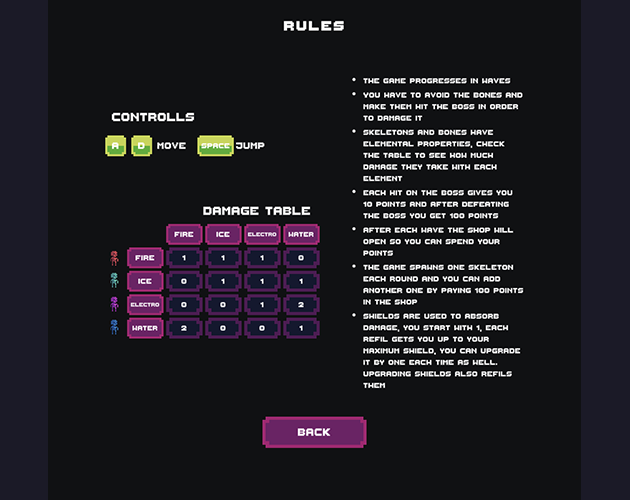 RULES
CONTROLLS
A D MOVE SPACE JUMP
DAMAGE TABLE
FIRE ICE ELECTRO WATER
FIRE 1 1 1 0
ICE 0 1 1 1
ELECTRO 0 0 1 2
WATER 2 0 0 1
• THE GAME PROGRESSES IN WAVES
• YOU HAVE TO AVOID THE BONES AND
MAKE THEM HIT THE BOSS IN ORDER
TO DAMAGE IT
• SKELETONS AND BONES HAVE
ELEMENTAL PROPERTIES, CHECK
THE TABLE TO SEE HOW MUCH
DAMAGE THEY TAKE WITH EACH
ELEMENT
• EACH HIT ON THE BOSS GIVES YOU
10 POINTS AND AFTER DEFEATING
THE BOSS YOU GET 100 POINTS
• AFTER EACH WAVE THE SHOP WILL
OPEN SO YOU CAN SPEND YOUR
POINTS
• THE GAME SPAWNS ONE SKELETON
EACH ROUND AND YOU CAN ADD
ANOTHER ONE BY PAYING 100 POINTS
IN THE SHOP
• SHIELDS ARE USED TO ABSORB
DAMAGE, YOU START WITH 1, EACH
REFIL GETS YOU UP TO YOUR
MAXIMUM SHIELD, YOU CAN UPGRADE
IT BY ONE EACH TIME AS WELL.
UPGRADING SHIELDS ALSO REFILS
THEM
BACK